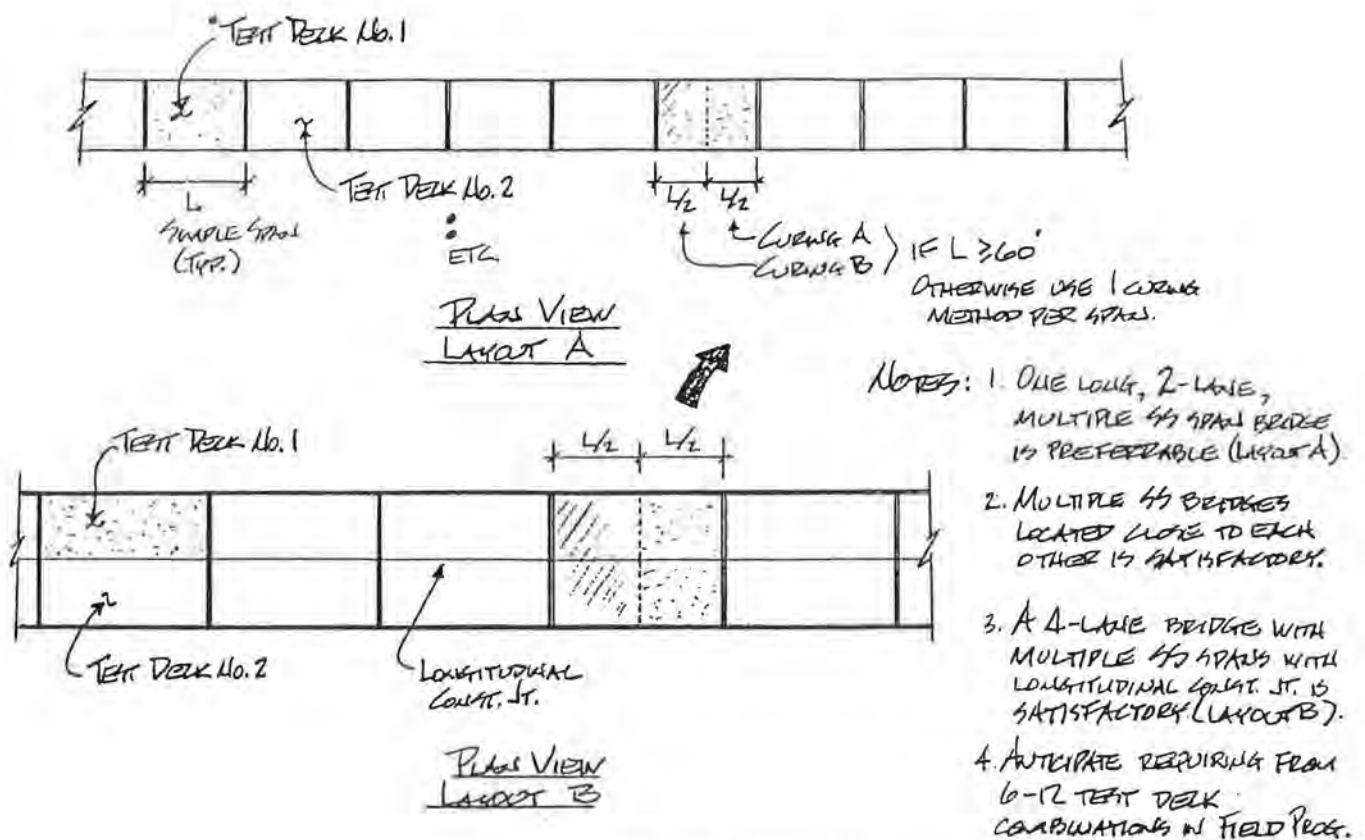 TEST DECK No. 1
TEST DECK No. 2
L
SIMPLE SPAN
(TYP.)
ETC.
L/2 L/2
CURING A
CURING B
IF L ≥ 60'
OTHERWISE USE 1 CURING
METHOD PER SPAN.
PLAN VIEW
LAYOUT A
TEST DECK No. 1
L/2 L/2
TEST DECK No. 2
LONGITUDINAL
CONST. JT.
PLAN VIEW
LAYOUT B
NOTES: 1. ONE LONG, 2-LANE,
MULTIPLE SS SPAN BRIDGE
IS PREFERRABLE (LAYOUT A).
2. MULTIPLE SS BRIDGES
LOCATED CLOSE TO EACH
OTHER IS SATISFACTORY.
3. A 4-LANE BRIDGE WITH
MULTIPLE SS SPANS WITH
LONGITUDINAL CONST. JT. IS
SATISFACTORY (LAYOUT B).
4. ANTICIPATE REQUIRING FROM
6-12 TEST DECK
COMBINATIONS IN FIELD PROG.